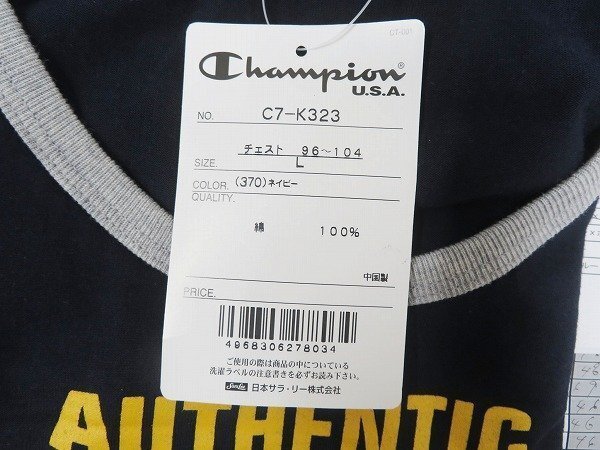 CT-001
Champion®
U.S.A.
NO. C7-K323
チェスト 96〜104
SIZE. L
COLOR. (370)ネイビー
QUALITY.
綿 100%
中国製
PRICE.
4968306278034
ご使用の際は商品の中についている
洗濯ラベルの注意書きを必ずお読み下さい。
SaraLee 日本サラ・リー株式会社
AUTHENTIC